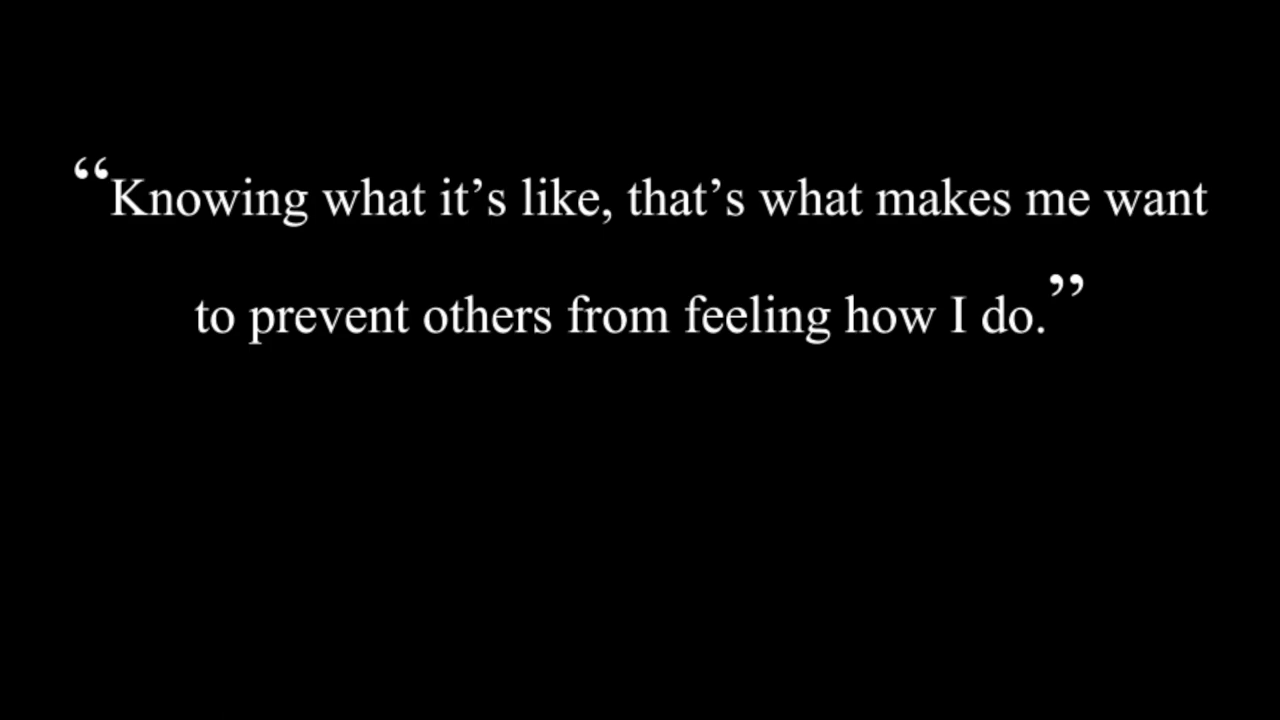 “Knowing what it’s like, that’s what makes me want
to prevent others from feeling how I do.”